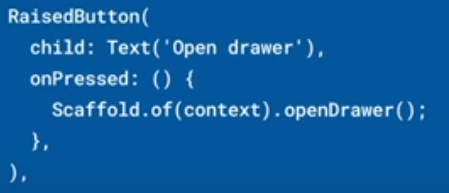 RaisedButton(
  child: Text('Open drawer'),
  onPressed: () {
    Scaffold.of(context).openDrawer();
  },
),